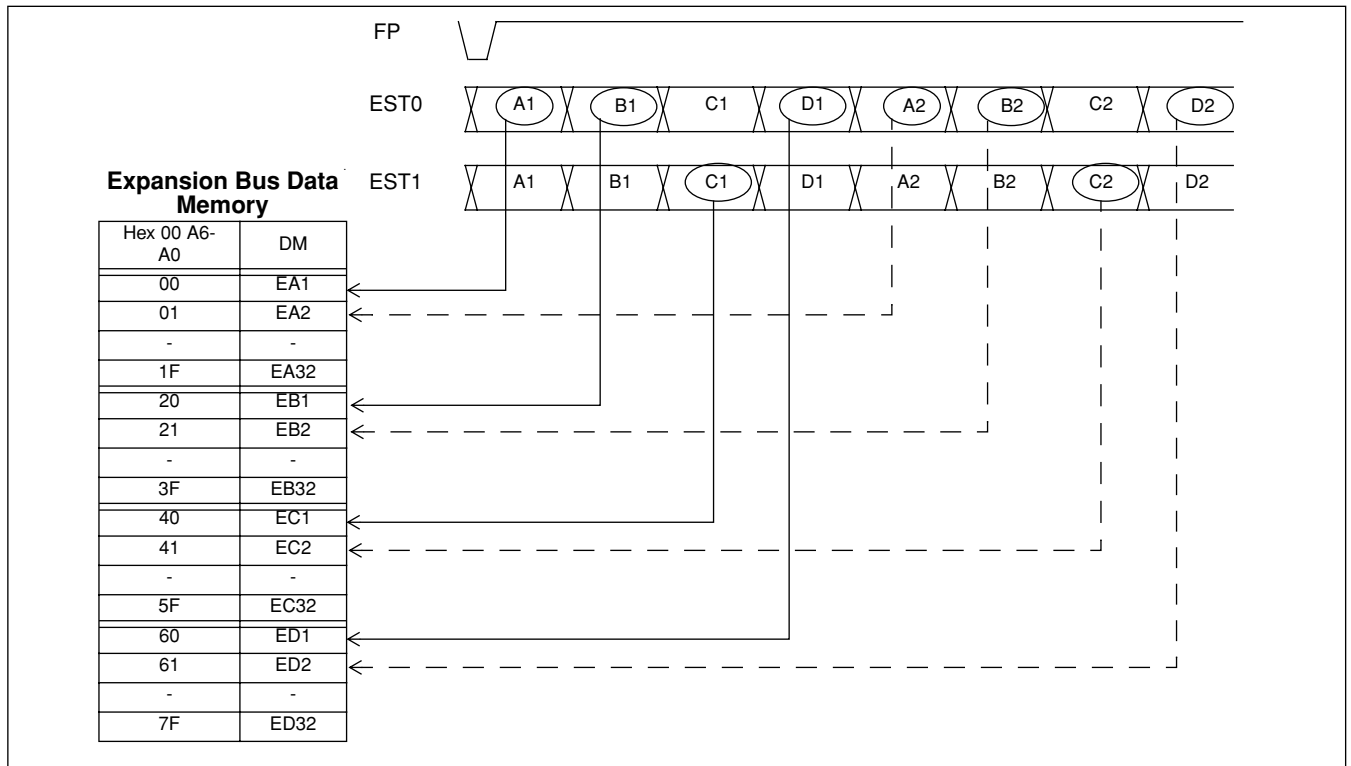 FP
EST0 A1 B1 C1 D1 A2 B2 C2 D2
EST1 A1 B1 C1 D1 A2 B2 C2 D2
Expansion Bus Data
Memory
Hex 00 A6-
A0 DM
00 EA1
01 EA2
- -
1F EA32
20 EB1
21 EB2
- -
3F EB32
40 EC1
41 EC2
- -
5F EC32
60 ED1
61 ED2
- -
7F ED32